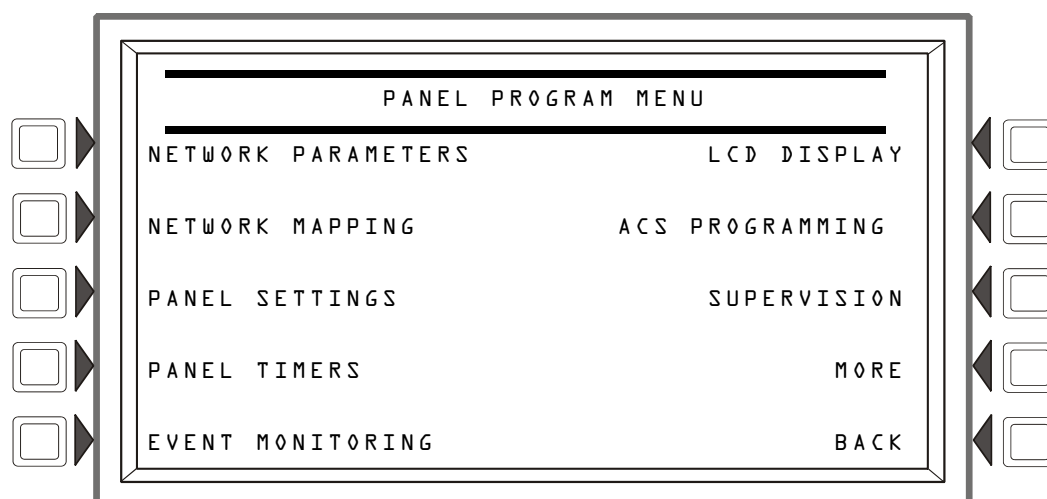 PANEL PROGRAM MENU
NETWORK PARAMETERS LCD DISPLAY
NETWORK MAPPING ACS PROGRAMMING
PANEL SETTINGS SUPERVISION
PANEL TIMERS MORE
EVENT MONITORING BACK